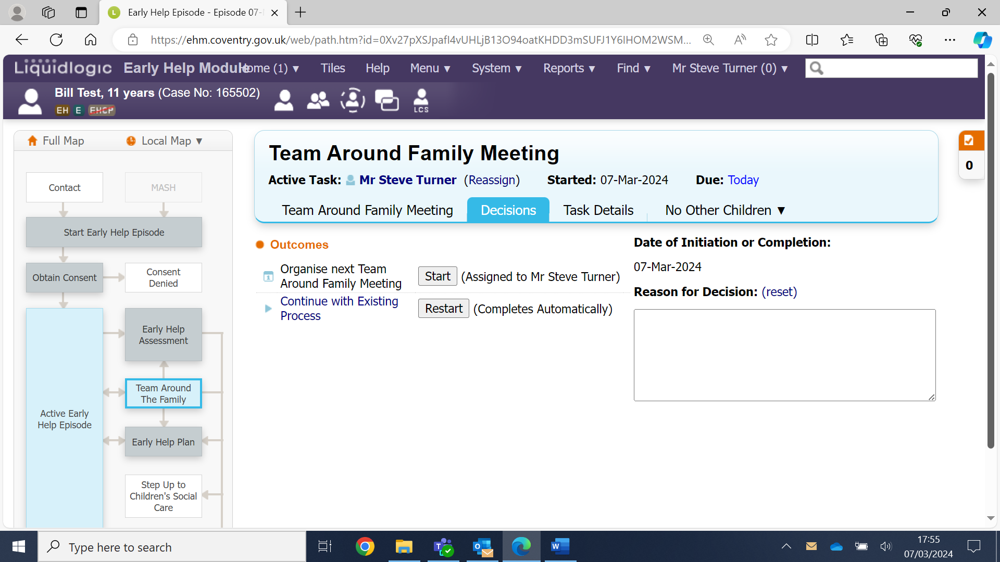 Early Help Episode - Episode 07-
https://ehm.coventry.gov.uk/web/path.htm?id=0Xv27pXSJpafI4vUHLjB13O94oatKHDD3mSUFJ1Y6IHOM2WSM...
Liquidlogic Early Help Module ome (1) ▼ Tiles Help Menu ▼ System ▼ Reports ▼ Find ▼ Mr Steve Turner (0) ▼
Bill Test, 11 years (Case No: 165502)
EH E EHCP
LCS
Full Map Local Map ▼
Contact
MASH
Start Early Help Episode
Obtain Consent
Consent
Denied
Early Help
Assessment
Team Around
The Family
Active Early
Help Episode
Early Help Plan
Step Up to
Children's Social
Care
Team Around Family Meeting
Active Task: Mr Steve Turner (Reassign) Started: 07-Mar-2024 Due: Today
Team Around Family Meeting Decisions Task Details No Other Children ▼
0
Outcomes
Organise next Team
Around Family Meeting
Start (Assigned to Mr Steve Turner)
Continue with Existing
Process
Restart (Completes Automatically)
Date of Initiation or Completion:
07-Mar-2024
Reason for Decision: (reset)
Type here to search
17:55
07/03/2024